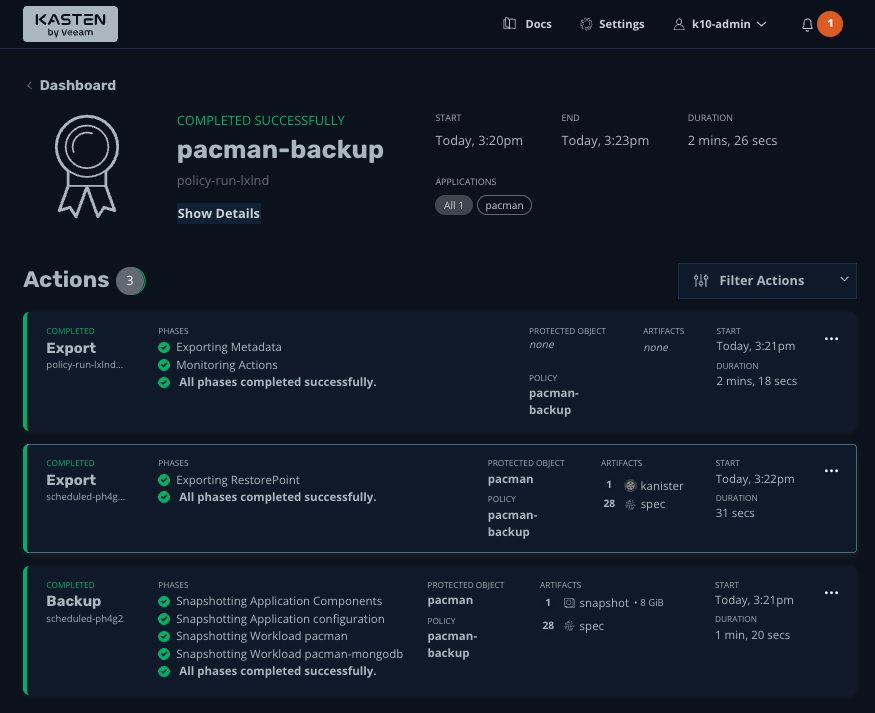 KASTEN
by Veeam
Docs
Settings
k10-admin
1
Dashboard
COMPLETED SUCCESSFULLY
pacman-backup
policy-run-lxlnd
Show Details
START
Today, 3:20pm
END
Today, 3:23pm
DURATION
2 mins, 26 secs
APPLICATIONS
All 1
pacman
Actions 3
Filter Actions
COMPLETED
Export
policy-run-lxlnd...
PHASES
Exporting Metadata
Monitoring Actions
All phases completed successfully.
PROTECTED OBJECT
none
POLICY
pacman-
backup
ARTIFACTS
none
START
Today, 3:21pm
DURATION
2 mins, 18 secs
COMPLETED
Export
scheduled-ph4g...
PHASES
Exporting RestorePoint
All phases completed successfully.
PROTECTED OBJECT
pacman
POLICY
pacman-
backup
ARTIFACTS
1 kanister
28 spec
START
Today, 3:22pm
DURATION
31 secs
COMPLETED
Backup
scheduled-ph4g2
PHASES
Snapshotting Application Components
Snapshotting Application configuration
Snapshotting Workload pacman
Snapshotting Workload pacman-mongodb
All phases completed successfully.
PROTECTED OBJECT
pacman
POLICY
pacman-
backup
ARTIFACTS
1 snapshot • 8 GiB
28 spec
START
Today, 3:21pm
DURATION
1 min, 20 secs